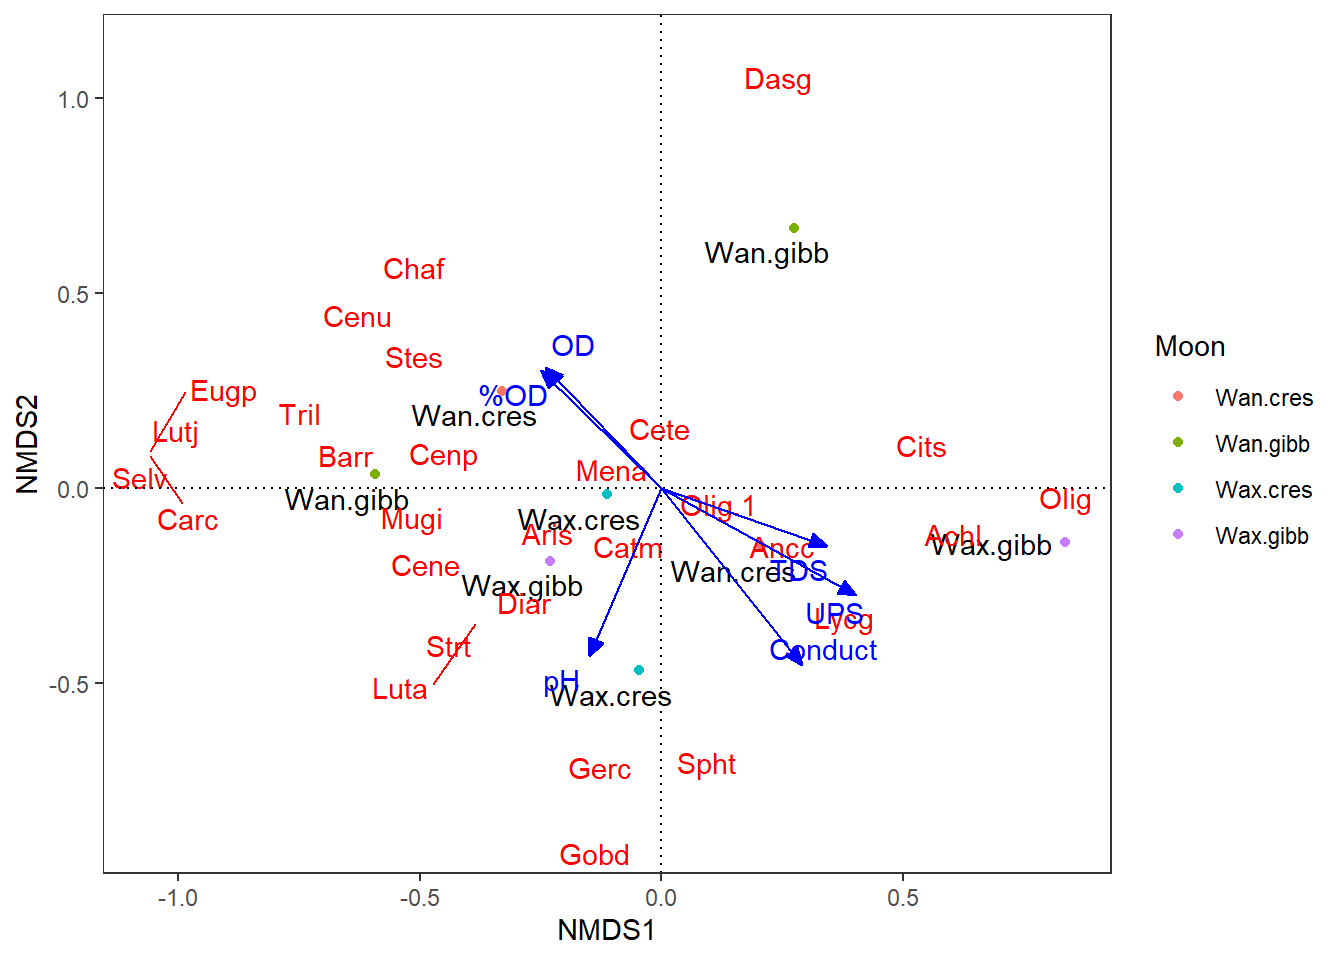 Dasg
1.0
Wan.gibb
Chaf
0.5
Cenu
OD
Stes
Moon
Eugp
%OD
Wan.cres
Tril
Wan.cres
Lutj
Cete
Wan.gibb
NMDS2
Barr
Cenp
Cits
Selv
Mena
Wax.cres
0.0
Wan.gibb
Olig.1
Olig
Carc
Mugi
Wax.cres
Aris
Catm
Ancc
Achl
Wax.gibb
Wax.gibb
Cene
Wan.cres
TDS
Wax.gibb
Diar
UPS
Lycg
Strt
Conduct
-0.5
Luta
pH
Wax.cres
Gerc
Spht
Gobd
-1.0
-0.5
0.0
0.5
NMDS1